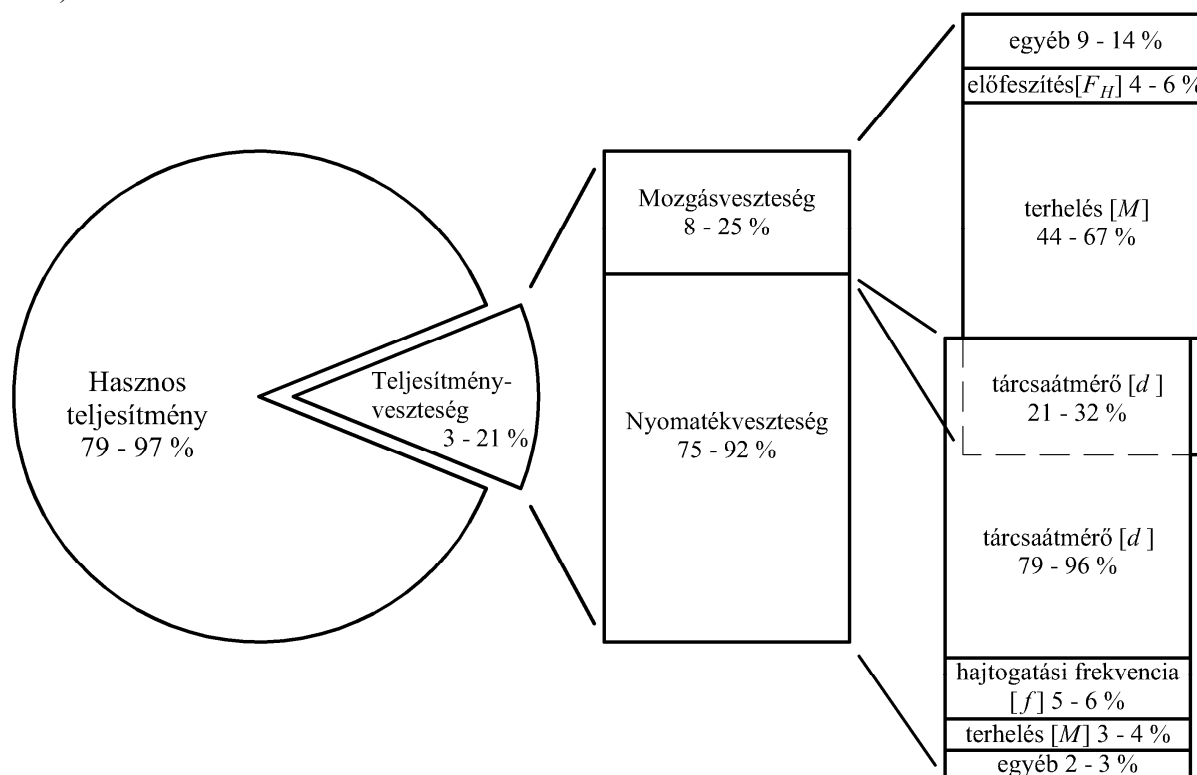 egyéb 9 - 14 %
előfeszítés[F_H] 4 - 6 %
terhelés [M]
44 - 67 %
Mozgásveszteség
8 - 25 %
Hasznos
teljesítmény
79 - 97 %
Teljesítmény-
veszteség
3 - 21 %
Nyomatékveszteség
75 - 92 %
tárcsaátmérő [d ]
21 - 32 %
tárcsaátmérő [d ]
79 - 96 %
hajtogatási frekvencia
[f] 5 - 6 %
terhelés [M] 3 - 4 %
egyéb 2 - 3 %